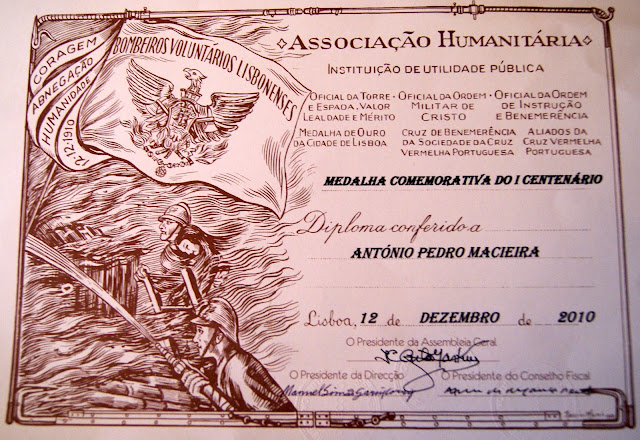 CORAGEM
ABNEGAÇÃO
HUMANIDADE
12·12·1910
BOMBEIROS VOLUNTÁRIOS LISBONENSES
ASSOCIAÇÃO HUMANITÁRIA
INSTITUIÇÃO DE UTILIDADE PÚBLICA
OFICIAL DA TORRE E ESPADA, VALOR LEALDADE E MÉRITO
OFICIAL DA ORDEM MILITAR DE CRISTO
OFICIAL DA ORDEM DE INSTRUÇÃO E BENEMERÊNCIA
MEDALHA DE OURO DA CIDADE DE LISBOA
CRUZ DE BENEMERÊNCIA DA SOCIEDADE DA CRUZ VERMELHA PORTUGUESA
ALIADOS DA CRUZ VERMELHA PORTUGUESA
MEDALHA COMEMORATIVA DO I CENTENÁRIO
Diploma conferido a
ANTÓNIO PEDRO MACIEIRA
Lisboa, 12 de DEZEMBRO de 2010
O Presidente da Assembleia Geral
O Presidente da Direcção
O Presidente do Conselho Fiscal